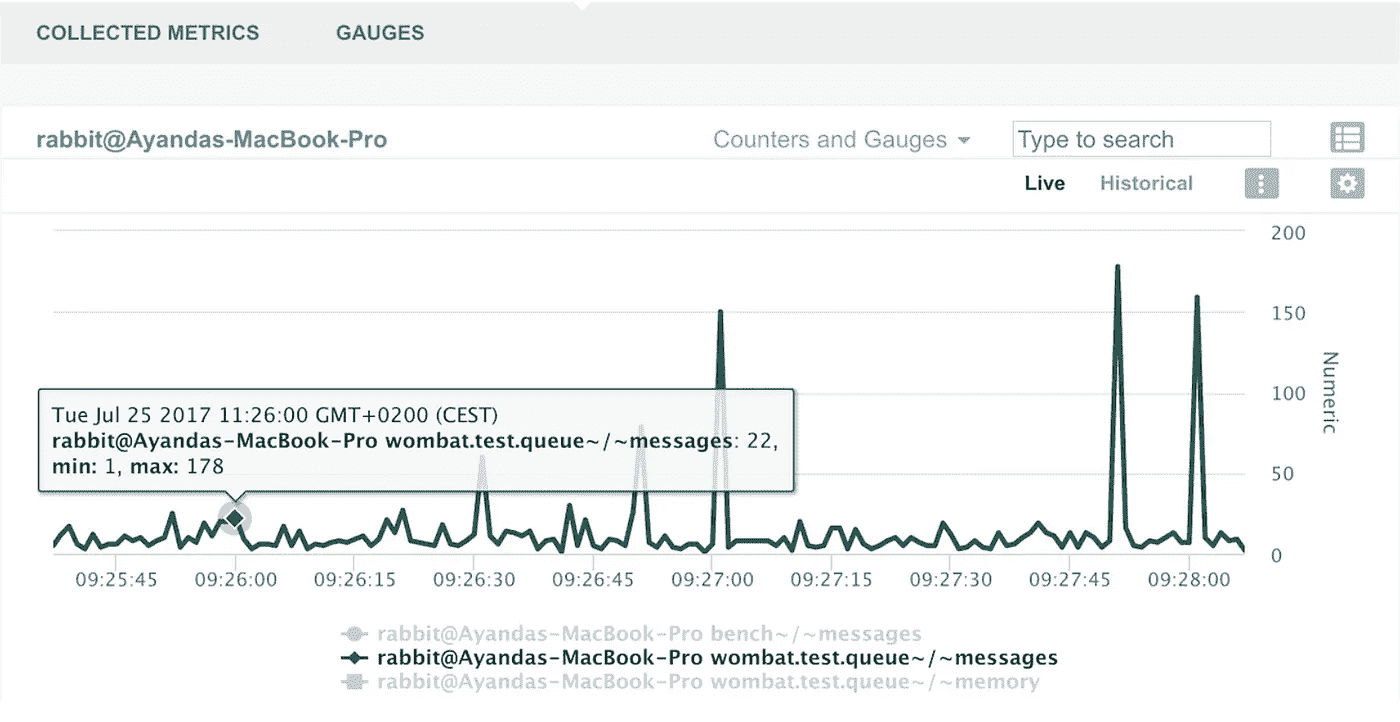 COLLECTED METRICS GAUGES
rabbit@Ayandas-MacBook-Pro Counters and Gauges Type to search
Live Historical
200
150
100
50
0
Numeric
Tue Jul 25 2017 11:26:00 GMT+0200 (CEST)
rabbit@Ayandas-MacBook-Pro wombat.test.queue~/~messages: 22,
min: 1, max: 178
09:25:45 09:26:00 09:26:15 09:26:30 09:26:45 09:27:00 09:27:15 09:27:30 09:27:45 09:28:00
rabbit@Ayandas-MacBook-Pro bench~/~messages
rabbit@Ayandas-MacBook-Pro wombat.test.queue~/~messages
rabbit@Ayandas-MacBook-Pro wombat.test.queue~/~memory